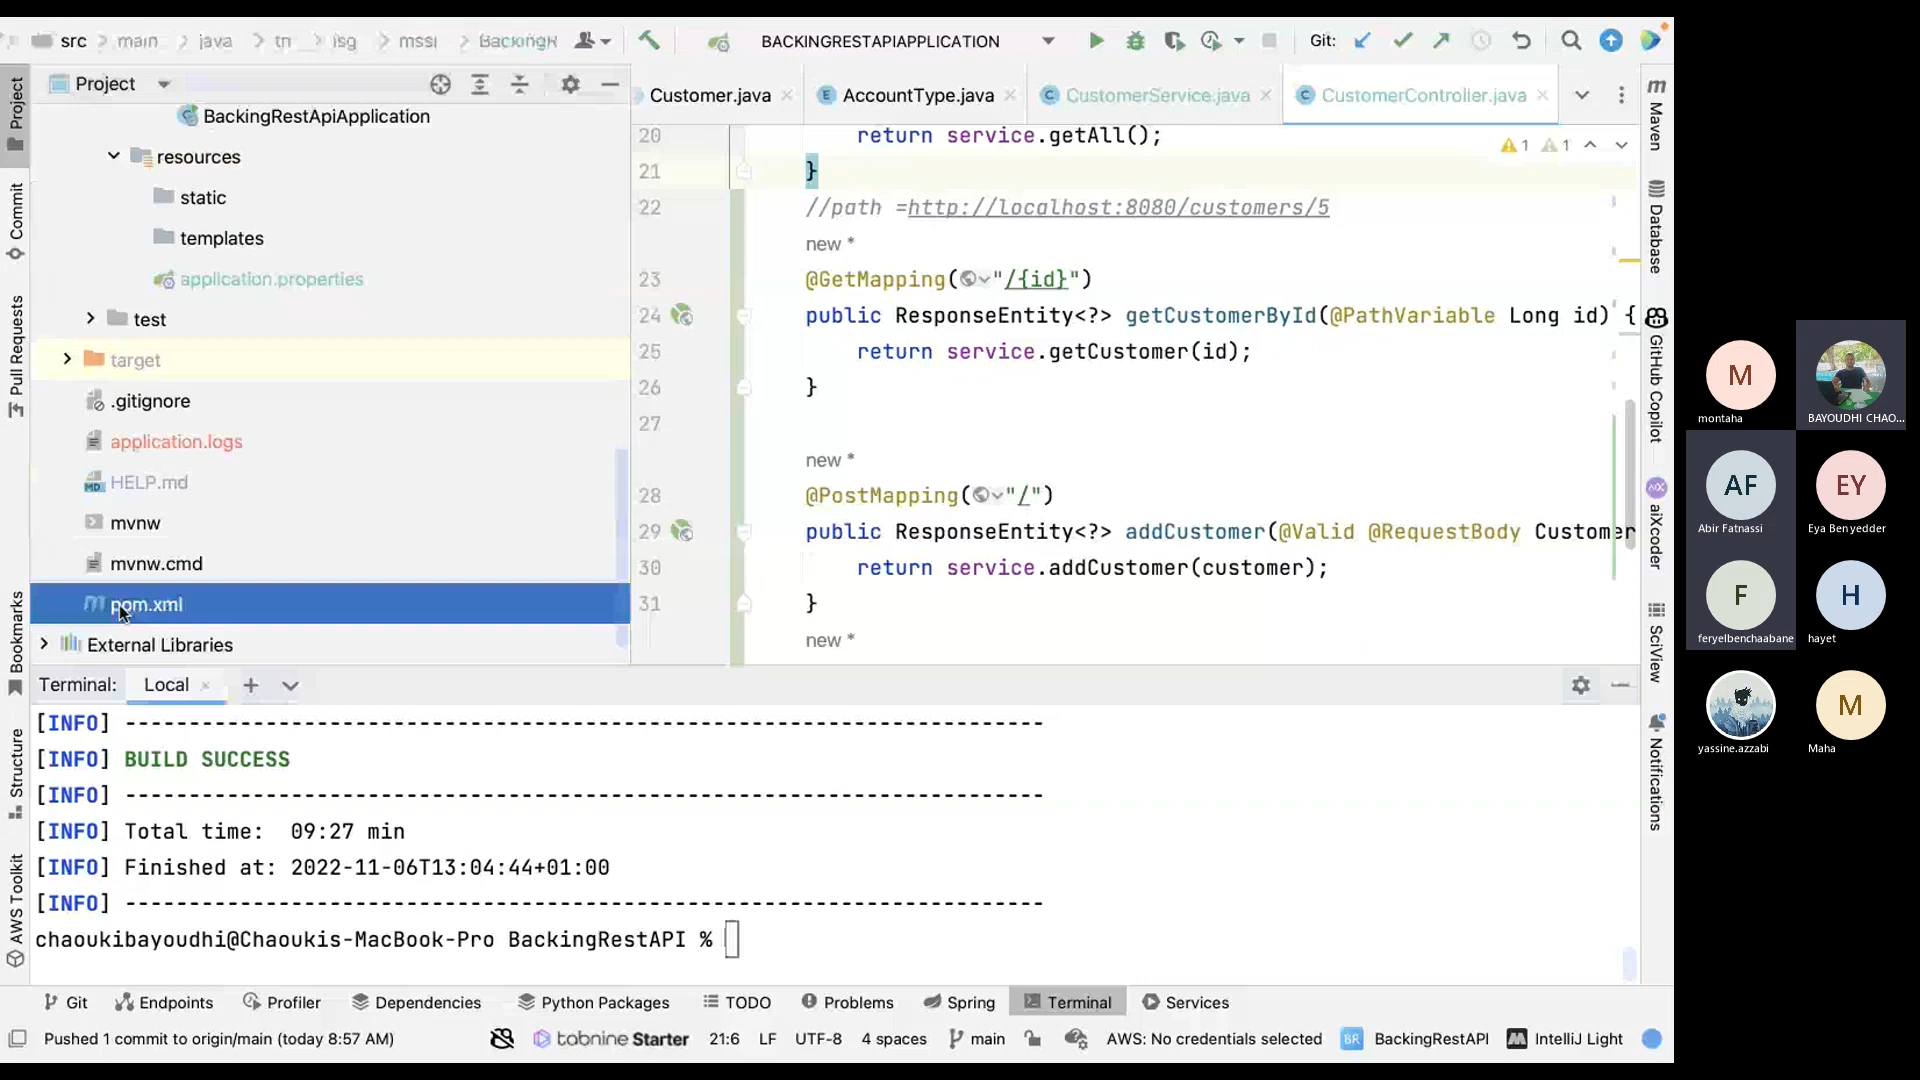 src main java tn isg mssi BackingR
BACKINGRESTAPIAPPLICATION
Git:
Project
Customer.java
AccountType.java
CustomerService.java
CustomerController.java
BackingRestApiApplication
resources
static
templates
application.properties
test
target
.gitignore
application.logs
HELP.md
mvnw
mvnw.cmd
pom.xml
External Libraries
20 return service.getAll();
21 }
22 //path =http://localhost:8080/customers/5
new *
23 @GetMapping("/{id}")
24 public ResponseEntity<?> getCustomerById(@PathVariable Long id) {
25 return service.getCustomer(id);
26 }
27
new *
28 @PostMapping("/")
29 public ResponseEntity<?> addCustomer(@Valid @RequestBody Customer
30 return service.addCustomer(customer);
31 }
new *
1 1
Project
Commit
Pull Requests
Bookmarks
Structure
AWS Toolkit
m Maven
Database
GitHub Copilot
aiXcoder
SciView
Notifications
Terminal: Local
[INFO] ------------------------------------------------------------------------
[INFO] BUILD SUCCESS
[INFO] ------------------------------------------------------------------------
[INFO] Total time:  09:27 min
[INFO] Finished at: 2022-11-06T13:04:44+01:00
[INFO] ------------------------------------------------------------------------
chaoukibayoudhi@Chaoukis-MacBook-Pro BackingRestAPI %
Git Endpoints Profiler Dependencies Python Packages TODO Problems Spring Terminal Services
Pushed 1 commit to origin/main (today 8:57 AM) tabnine Starter 21:6 LF UTF-8 4 spaces main AWS: No credentials selected BR BackingRestAPI IntelliJ Light
M
montaha
BAYOUDHI CHAO...
AF
Abir Fatnassi
EY
Eya Benyedder
F
feryelbenchaabane
H
hayet
yassine.azzabi
M
Maha